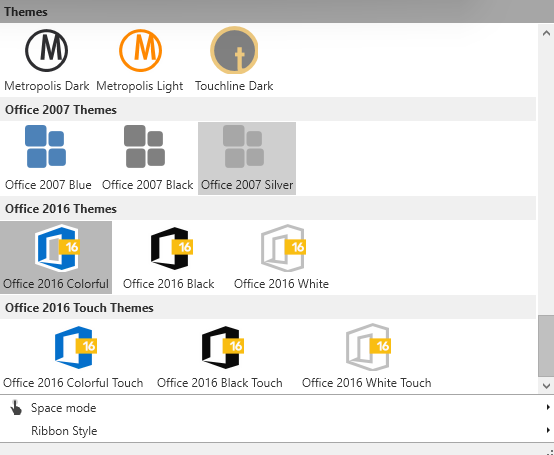 Themes
Metropolis Dark Metropolis Light Touchline Dark
Office 2007 Themes
Office 2007 Blue Office 2007 Black Office 2007 Silver
Office 2016 Themes
16 16 16
Office 2016 Colorful Office 2016 Black Office 2016 White
Office 2016 Touch Themes
16 16 16
Office 2016 Colorful Touch Office 2016 Black Touch Office 2016 White Touch
Space mode
Ribbon Style